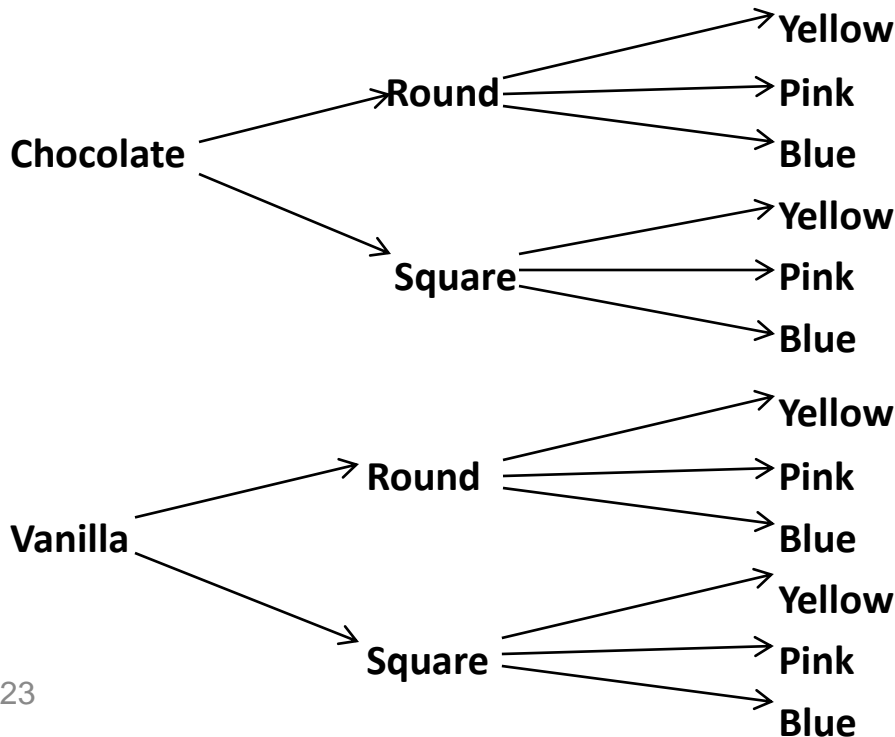 Yellow
Round
Pink
Chocolate
Blue
Yellow
Square
Pink
Blue
Yellow
Round
Pink
Vanilla
Blue
Yellow
Square
Pink
23
Blue